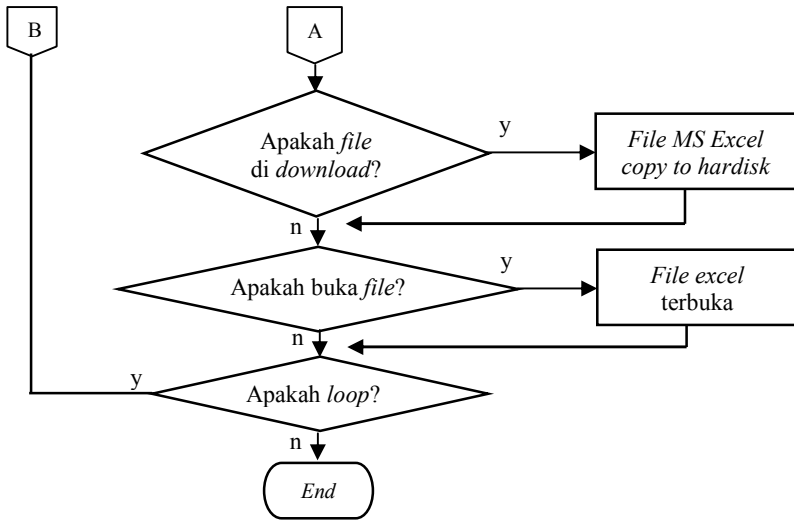 B
A
Apakah file
di download?
y
File MS Excel
copy to hardisk
n
Apakah buka file?
y
File excel
terbuka
n
y
Apakah loop?
n
End